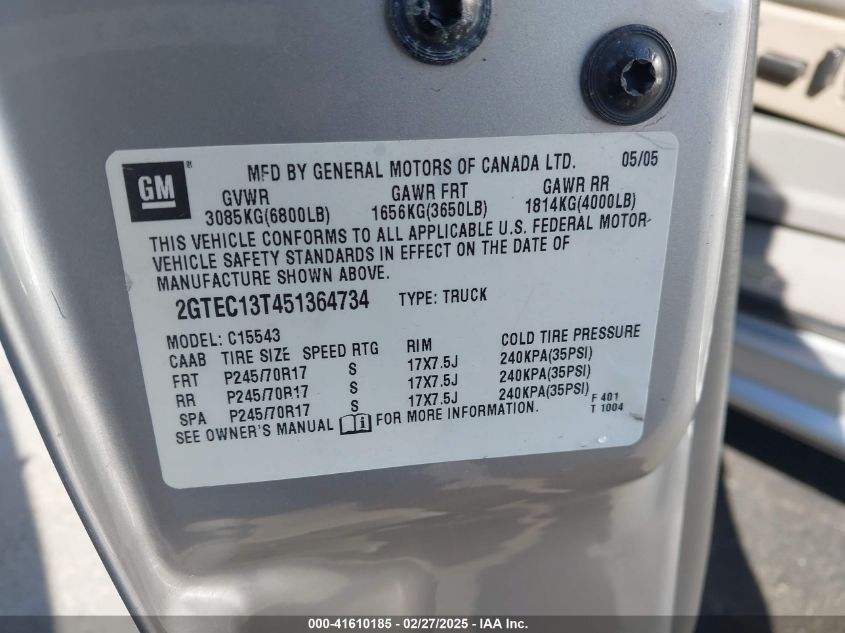 GM ®
MFD BY GENERAL MOTORS OF CANADA LTD. 05/05
GVWR GAWR FRT GAWR RR
3085KG(6800LB) 1656KG(3650LB) 1814KG(4000LB)
THIS VEHICLE CONFORMS TO ALL APPLICABLE U.S. FEDERAL MOTOR
VEHICLE SAFETY STANDARDS IN EFFECT ON THE DATE OF
MANUFACTURE SHOWN ABOVE.
2GTEC13T451364734 TYPE: TRUCK
MODEL: C15543
CAAB TIRE SIZE SPEED RTG RIM COLD TIRE PRESSURE
FRT P245/70R17 S 17X7.5J 240KPA(35PSI)
RR P245/70R17 S 17X7.5J 240KPA(35PSI)
SPA P245/70R17 S 17X7.5J 240KPA(35PSI)
SEE OWNER'S MANUAL i FOR MORE INFORMATION.
F 401
T 1004
000-41610185 - 02/27/2025 - IAA Inc.